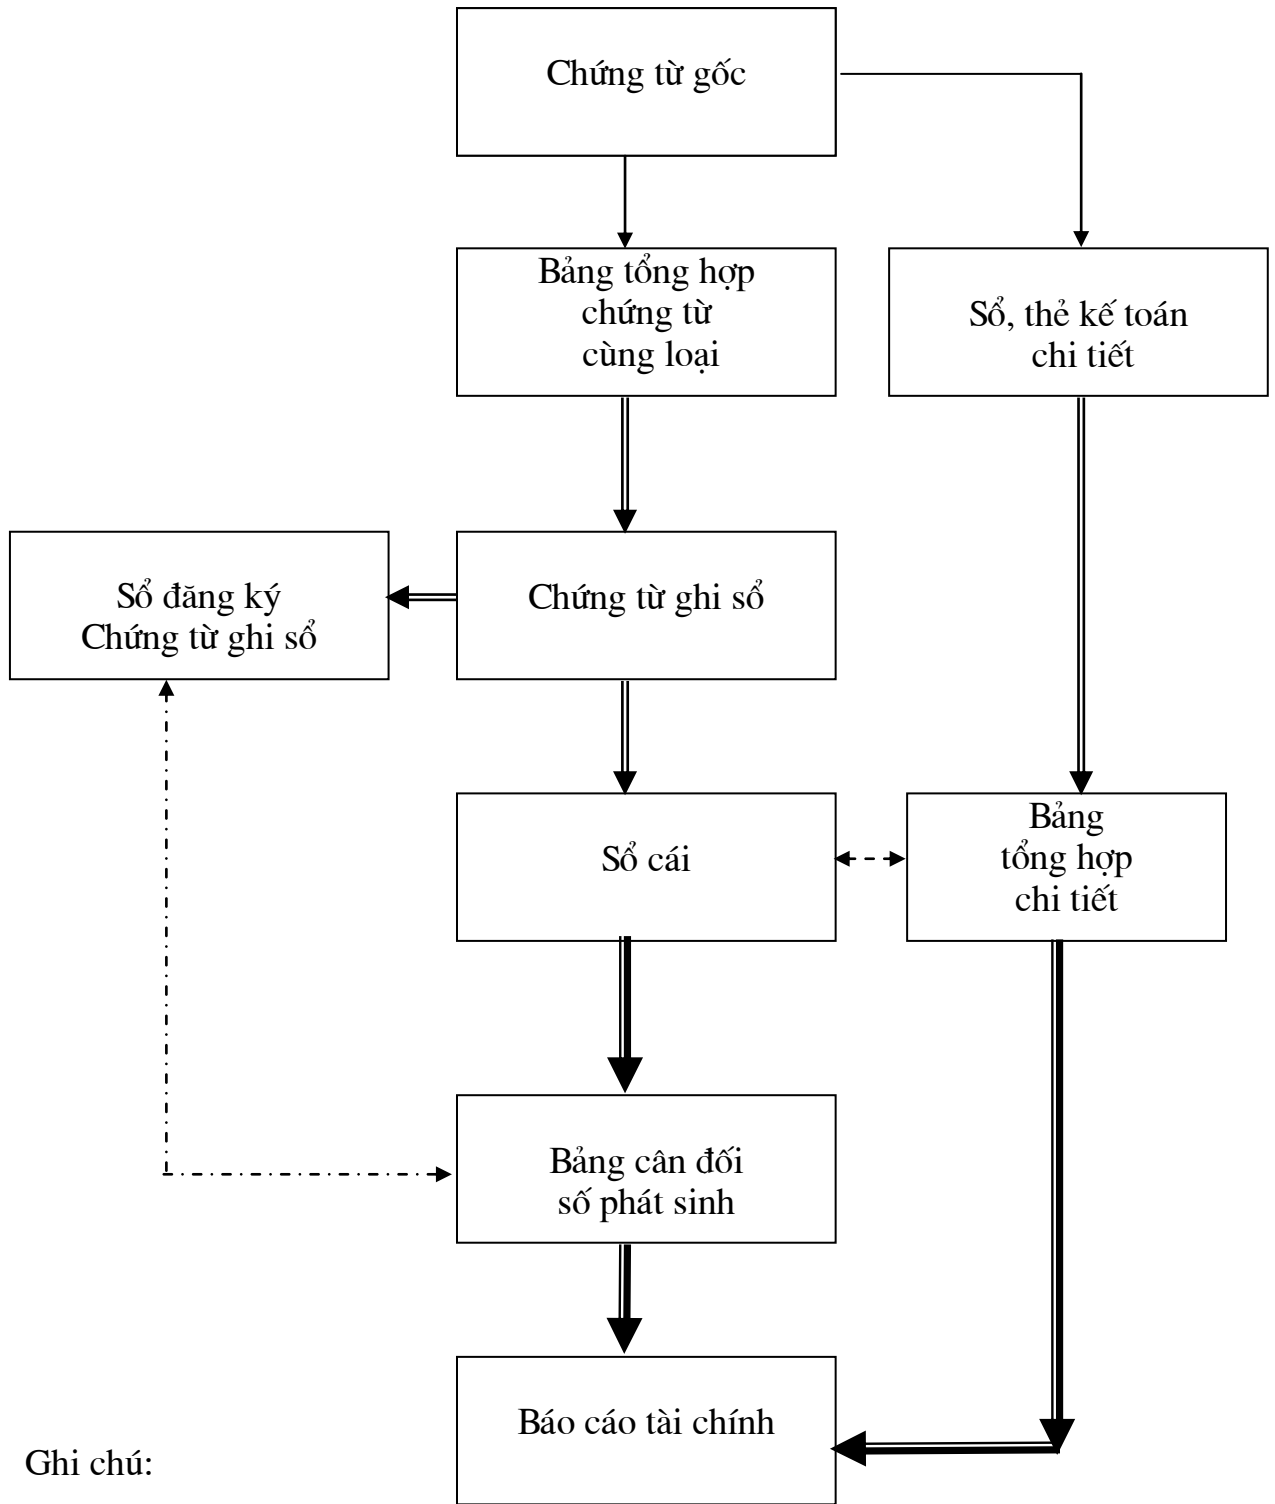 Chứng từ gốc
Bảng tổng hợp
chứng từ
cùng loại
Sổ, thẻ kế toán
chi tiết
Sổ đăng ký
Chứng từ ghi sổ
Chứng từ ghi sổ
Sổ cái
Bảng
tổng hợp
chi tiết
Bảng cân đối
số phát sinh
Báo cáo tài chính
Ghi chú: